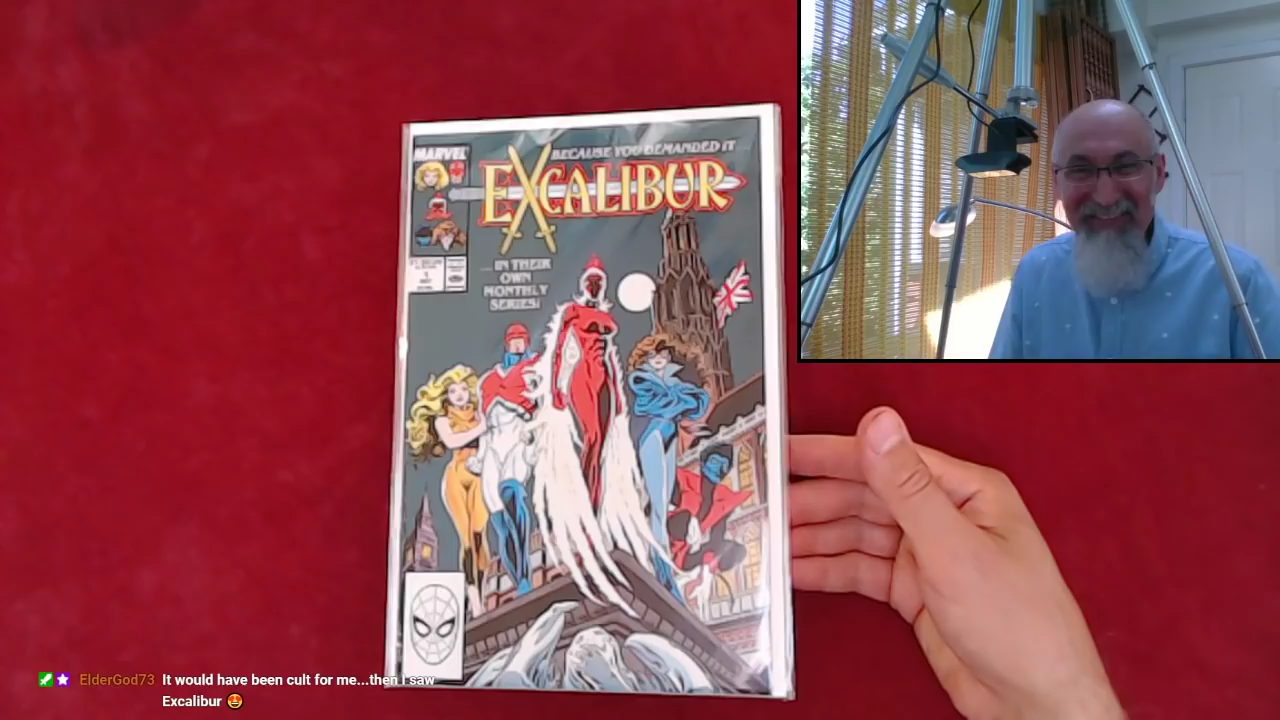 MARVEL
BECAUSE YOU DEMANDED IT
EXCALIBUR
...IN THEIR
OWN
MONTHLY
SERIES!
1
ElderGod73 It would have been cult for me...then I saw
Excalibur 🤩